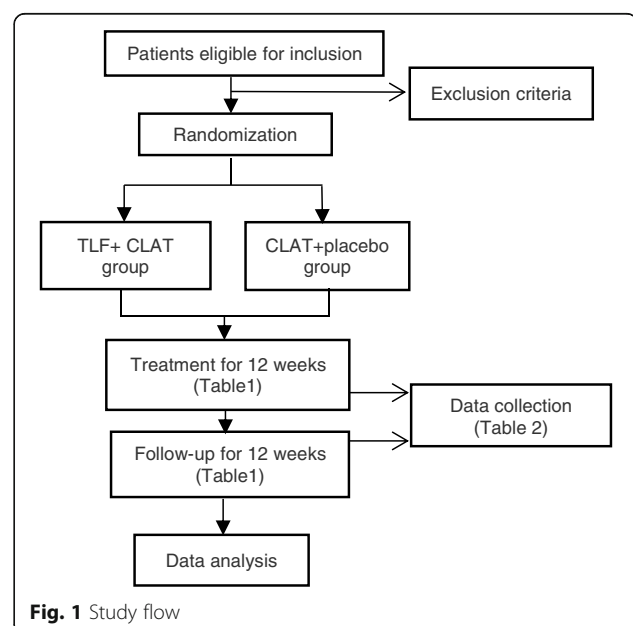 Patients eligible for inclusion
Exclusion criteria
Randomization
TLF+ CLAT
group
CLAT+placebo
group
Treatment for 12 weeks
(Table1)
Data collection
(Table 2)
Follow-up for 12 weeks
(Table1)
Data analysis
Fig. 1 Study flow